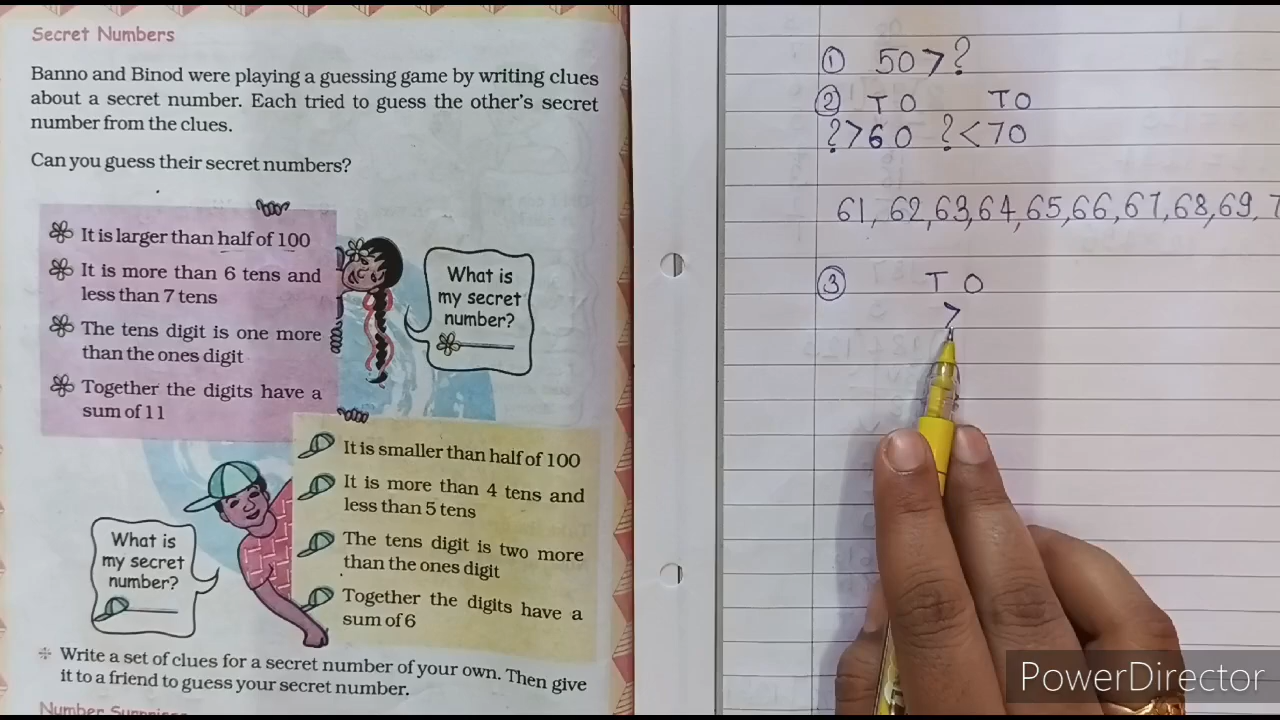 Secret Numbers
Banno and Binod were playing a guessing game by writing clues
about a secret number. Each tried to guess the other's secret
number from the clues.
Can you guess their secret numbers?
It is larger than half of 100
It is more than 6 tens and
less than 7 tens
The tens digit is one more
than the ones digit
Together the digits have a
sum of 11
What is
my secret
number?
It is smaller than half of 100
It is more than 4 tens and
less than 5 tens
The tens digit is two more
than the ones digit
Together the digits have a
sum of 6
What is
my secret
number?
Write a set of clues for a secret number of your own. Then give
it to a friend to guess your secret number.
Number Surprises
① 50 > ?
② T O T O
? > 60 ? < 70
61, 62, 63, 64, 65, 66, 67, 68, 69, 7
③ T O
>
PowerDirector